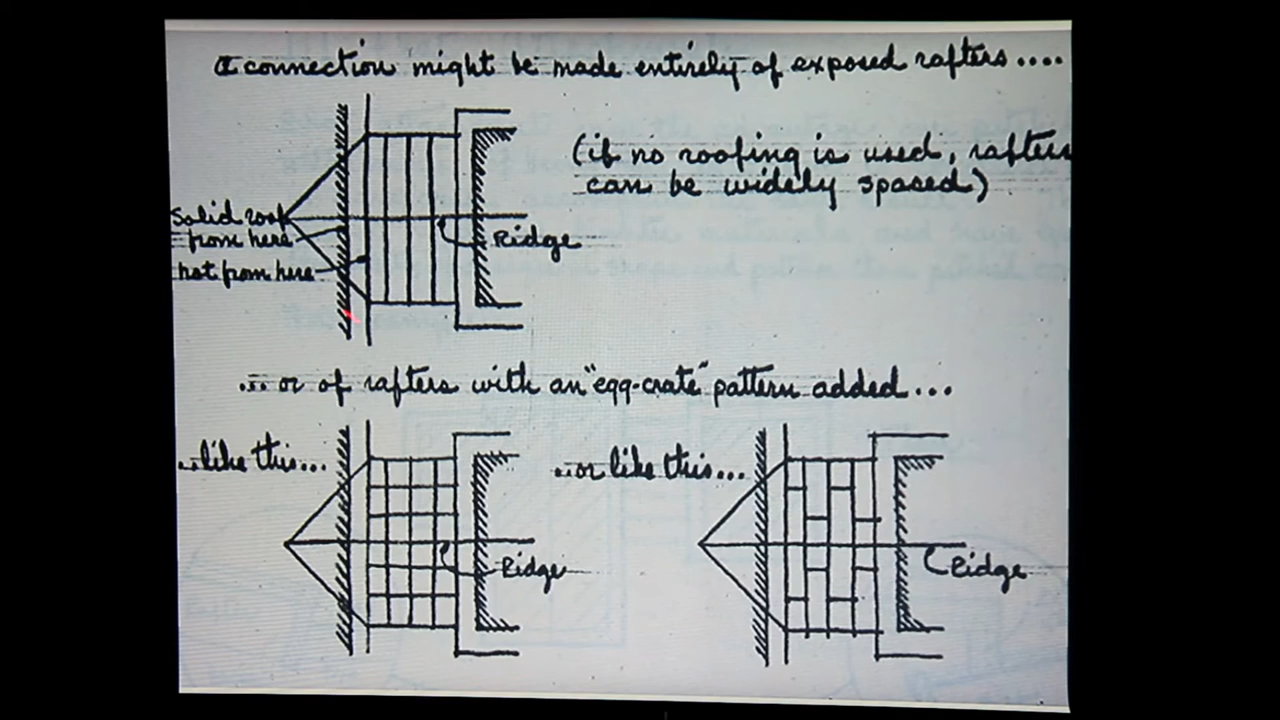 A connection might be made entirely of exposed rafters....
(if no roofing is used, rafters
can be widely spased)
Solid roof
from here
not from here
Ridge
... or of rafters with an "egg-crate" pattern added...
...like this...
...or like this...
Ridge
Ridge